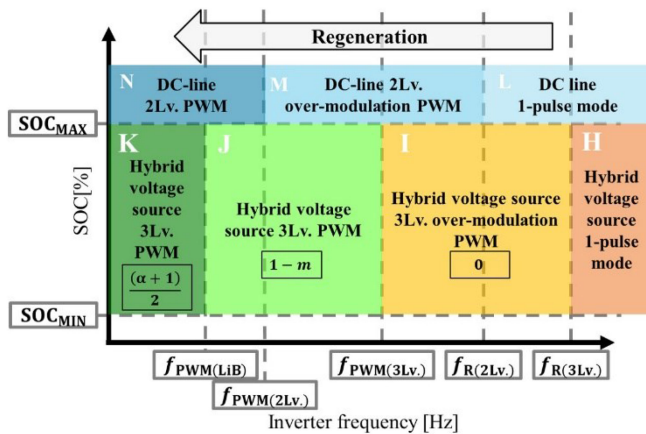 Regeneration
N
DC-line
2Lv. PWM
M
DC-line 2Lv.
over-modulation PWM
L
DC line
1-pulse mode
SOC_MAX
SOC[%]
K
Hybrid
voltage
source
3Lv.
PWM
(α + 1)
2
J
Hybrid voltage
source 3Lv. PWM
1 − m
I
Hybrid voltage source
3Lv. over-modulation
PWM
0
H
Hybrid
voltage
source
1-pulse
mode
SOC_MIN
f_PWM(LiB)
f_PWM(2Lv.)
f_PWM(3Lv.)
f_R(2Lv.)
f_R(3Lv.)
Inverter frequency [Hz]